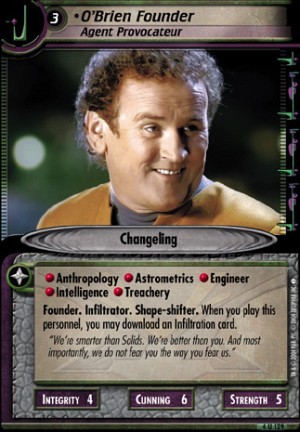 3 • O'Brien Founder
Agent Provocateur
Changeling
• Anthropology • Astrometrics • Engineer
• Intelligence • Treachery
Founder. Infiltrator. Shape-shifter. When you play this
personnel, you may download an Infiltration card.
"We're smarter than Solids. We're better than you. And most
importantly, we do not fear you the way you fear us."
INTEGRITY 4 CUNNING 6 STRENGTH 5